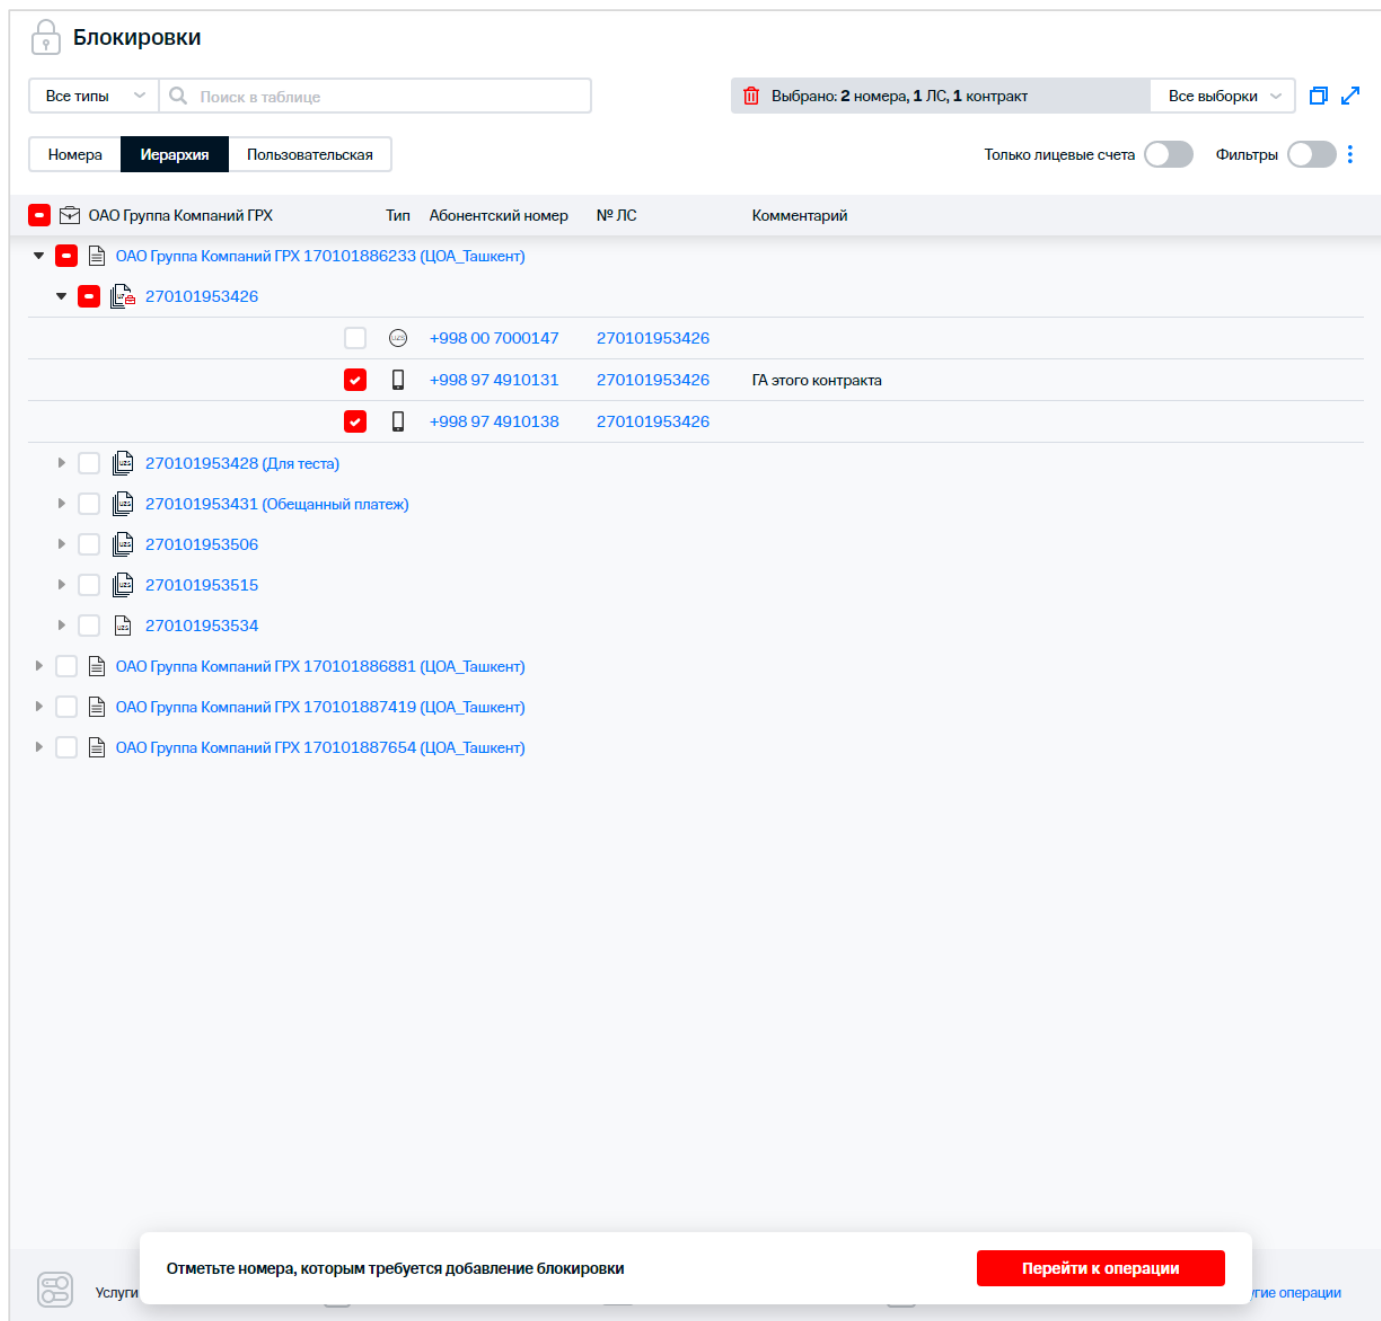 Блокировки
Все типы Поиск в таблице Выбрано: 2 номера, 1 ЛС, 1 контракт Все выборки
Номера Иерархия Пользовательская Только лицевые счета Фильтры
ОАО Группа Компаний ГРХ Тип Абонентский номер № ЛС Комментарий
ОАО Группа Компаний ГРХ 170101886233 (ЦОА_Ташкент)
270101953426
+998 00 7000147 270101953426
+998 97 4910131 270101953426 ГА этого контракта
+998 97 4910138 270101953426
270101953428 (Для теста)
270101953431 (Обещанный платеж)
270101953506
270101953515
270101953534
ОАО Группа Компаний ГРХ 170101886881 (ЦОА_Ташкент)
ОАО Группа Компаний ГРХ 170101887419 (ЦОА_Ташкент)
ОАО Группа Компаний ГРХ 170101887654 (ЦОА_Ташкент)
Отметьте номера, которым требуется добавление блокировки Перейти к операции
Услуги гие операции